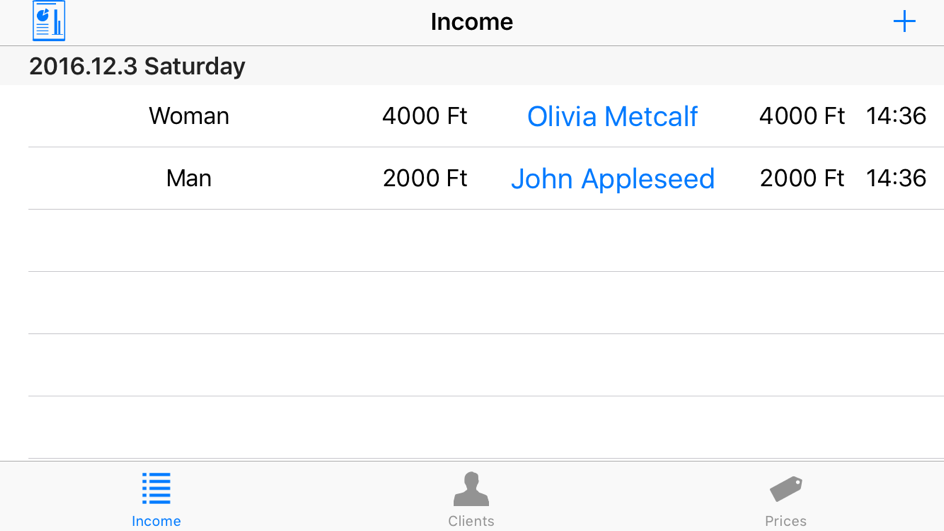 Income
2016.12.3 Saturday
Woman 4000 Ft Olivia Metcalf 4000 Ft 14:36
Man 2000 Ft John Appleseed 2000 Ft 14:36
Income Clients Prices